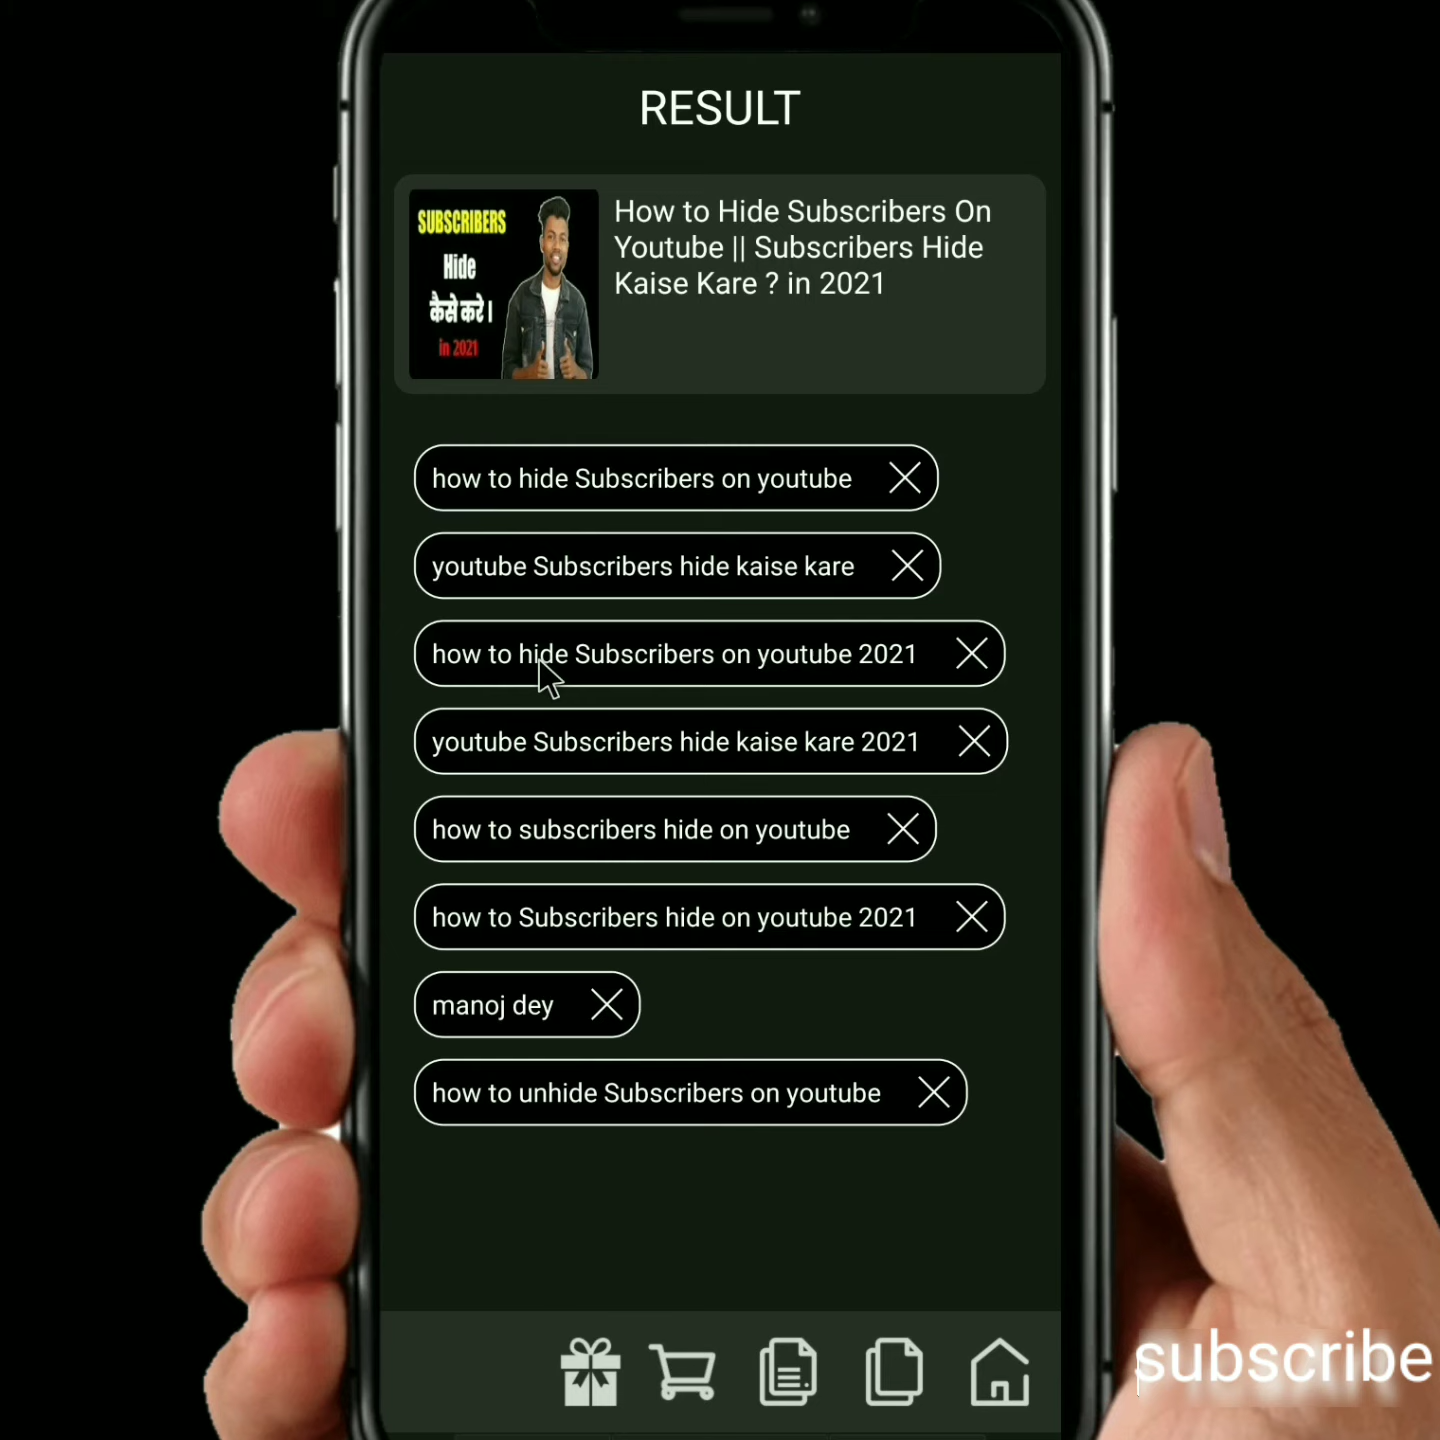 RESULT
SUBSCRIBERS
Hide
कैसे करे।
in 2021
How to Hide Subscribers On
Youtube || Subscribers Hide
Kaise Kare ? in 2021
how to hide Subscribers on youtube
youtube Subscribers hide kaise kare
how to hide Subscribers on youtube 2021
youtube Subscribers hide kaise kare 2021
how to subscribers hide on youtube
how to Subscribers hide on youtube 2021
manoj dey
how to unhide Subscribers on youtube
subscribe